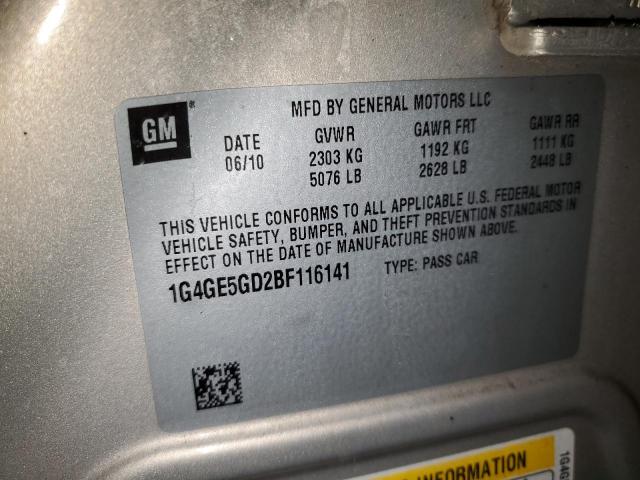 GM
®
MFD BY GENERAL MOTORS LLC
DATE GVWR GAWR FRT GAWR RR
06/10 2303 KG 1192 KG 1111 KG
5076 LB 2628 LB 2448 LB
THIS VEHICLE CONFORMS TO ALL APPLICABLE U.S. FEDERAL MOTOR
VEHICLE SAFETY, BUMPER, AND THEFT PREVENTION STANDARDS IN
EFFECT ON THE DATE OF MANUFACTURE SHOWN ABOVE.
1G4GE5GD2BF116141 TYPE: PASS CAR
INFORMATION
1G4G